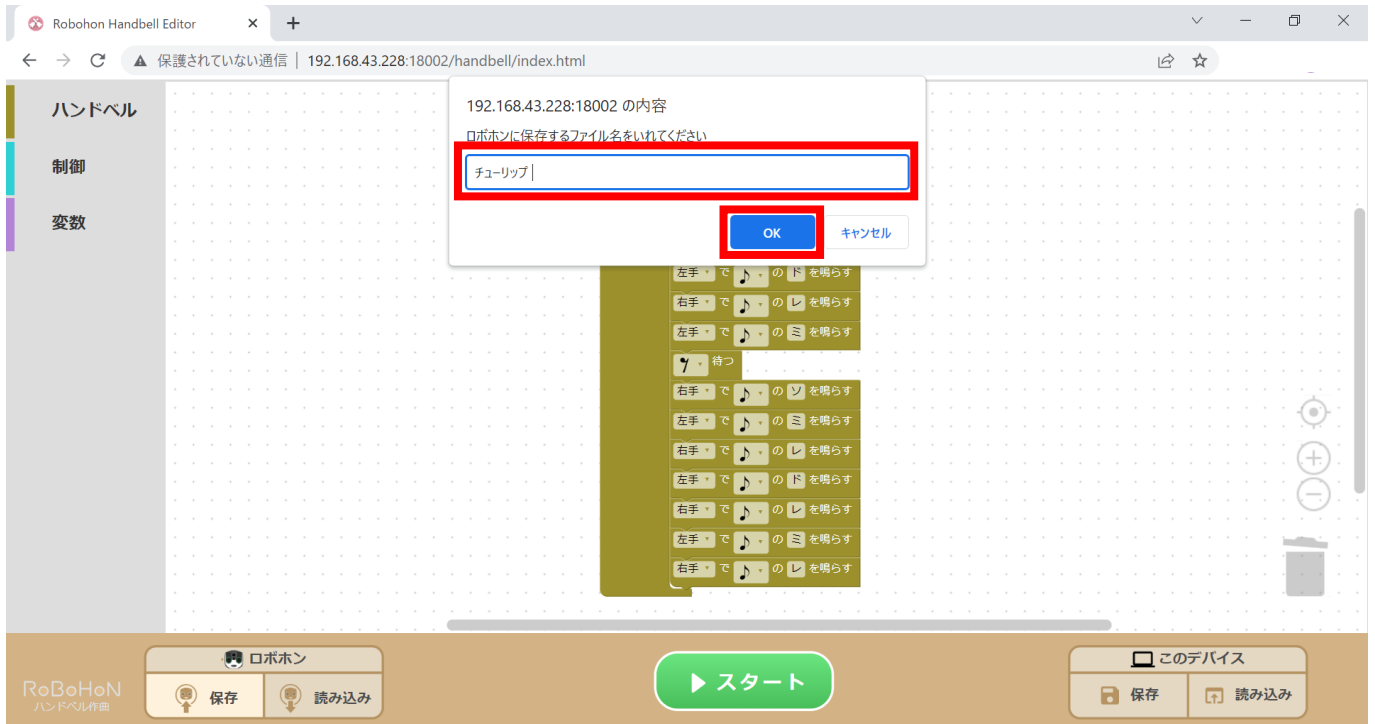 Robohon Handbell Editor
保護されていない通信 | 192.168.43.228:18002/handbell/index.html
192.168.43.228:18002 の内容
ロボホンに保存するファイル名をいれてください
チューリップ
OK キャンセル
ハンドベル
制御
変数
左手 で ♪ の ド を鳴らす
右手 で ♪ の レ を鳴らす
左手 で ♪ の ミ を鳴らす
待つ
右手 で ♪ の ソ を鳴らす
左手 で ♪ の ミ を鳴らす
右手 で ♪ の レ を鳴らす
左手 で ♪ の ド を鳴らす
右手 で ♪ の レ を鳴らす
左手 で ♪ の ミ を鳴らす
右手 で ♪ の レ を鳴らす
RoBoHoN
ハンドベル作曲
ロボホン
保存 読み込み
スタート
このデバイス
保存 読み込み